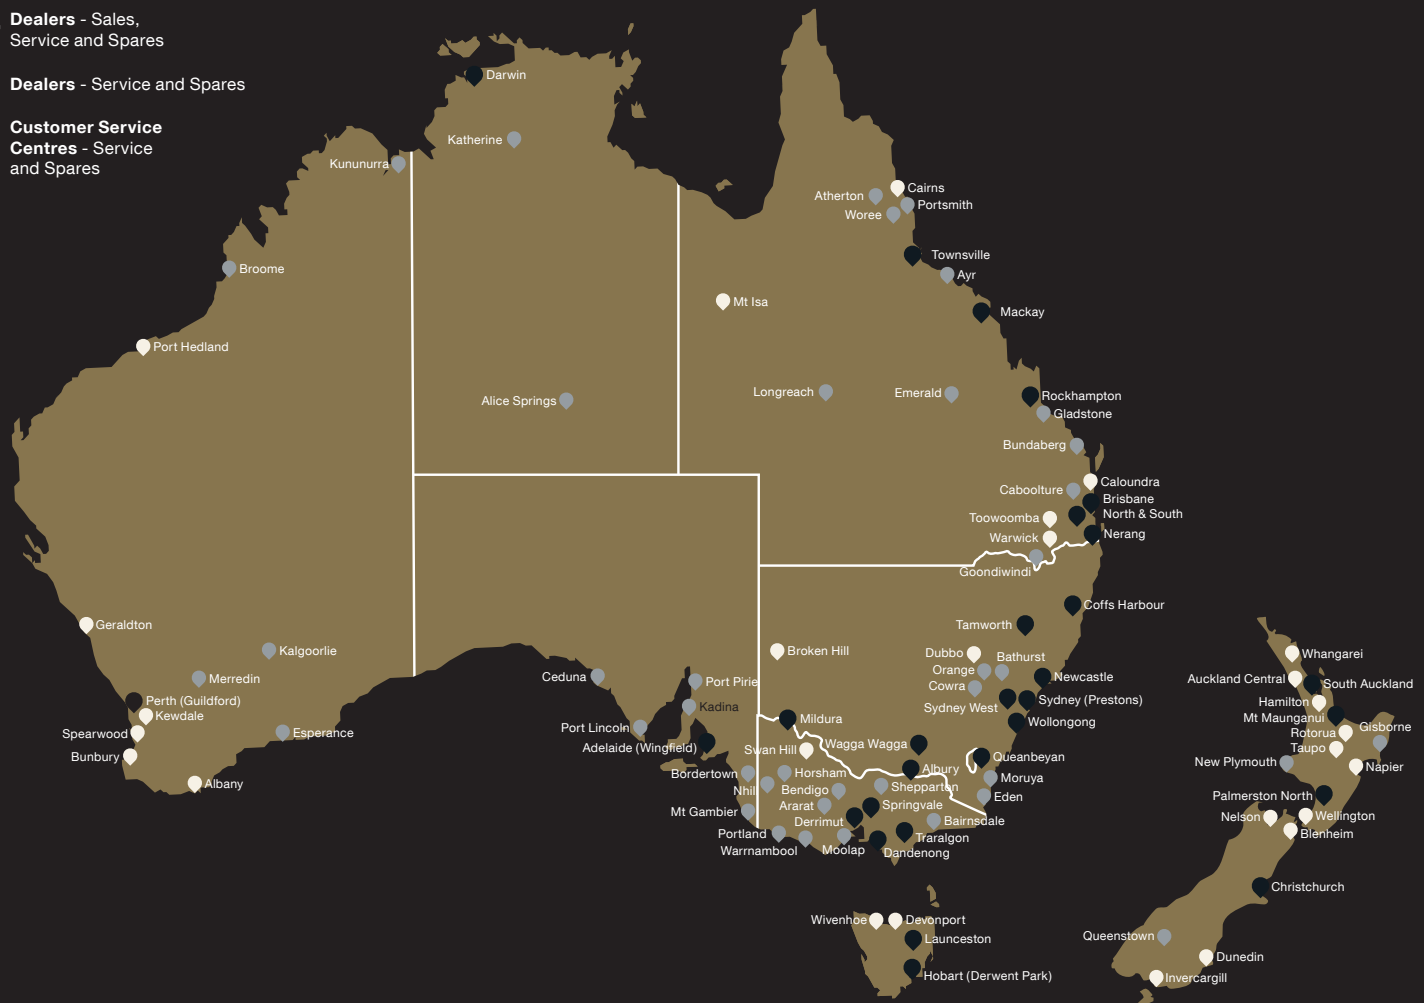 Dealers - Sales,
Service and Spares
Dealers - Service and Spares
Customer Service
Centres - Service
and Spares
Darwin
Katherine
Kununurra
Broome
Port Hedland
Alice Springs
Geraldton
Kalgoorlie
Merredin
Perth (Guildford)
Kewdale
Spearwood
Esperance
Bunbury
Albany
Cairns
Atherton
Portsmith
Woree
Townsville
Ayr
Mt Isa
Mackay
Longreach
Emerald
Rockhampton
Gladstone
Bundaberg
Caloundra
Caboolture
Brisbane
North & South
Toowoomba
Warwick
Nerang
Goondiwindi
Coffs Harbour
Tamworth
Broken Hill
Dubbo
Bathurst
Orange
Newcastle
Cowra
Sydney (Prestons)
Sydney West
Wollongong
Ceduna
Port Pirie
Kadina
Port Lincoln
Adelaide (Wingfield)
Mildura
Swan Hill
Wagga Wagga
Queanbeyan
Albury
Moruya
Eden
Bordertown
Horsham
Nhill
Bendigo
Shepparton
Ararat
Springvale
Mt Gambier
Derrimut
Bairnsdale
Portland
Traralgon
Warrnambool
Moolap
Dandenong
Wivenhoe
Devonport
Launceston
Hobart (Derwent Park)
Whangarei
Auckland Central
South Auckland
Hamilton
Mt Maunganui
Gisborne
Rotorua
Taupo
New Plymouth
Napier
Palmerston North
Nelson
Wellington
Blenheim
Christchurch
Queenstown
Dunedin
Invercargill